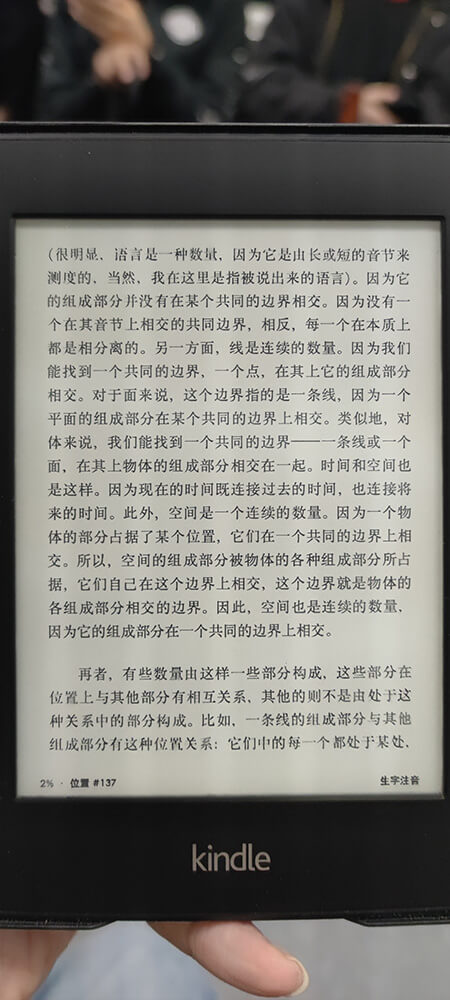 (很明显、语言是一种数量，因为它是由长或短的音节来
测度的、当然、我在这里是指被说出来的语言)。因为它
的组成部分并没有在某个共同的边界相交。因为没有一
个在其音节上相交的共同边界，相反，每一个在本质上
都是相分离的。另一方面，线是连续的数量。因为我们
能找到一个共同的边界，一个点，在其上它的组成部分
相交。对于面来说，这个边界指的是一条线，因为一个
平面的组成部分在某个共同的边界上相交。类似地，对
体来说，我们能找到一个共同的边界——一条线或一个
面，在其上物体的组成部分相交在一起。时间和空间也
是这样。因为现在的时间既连接过去的时间，也连接将
来的时间。此外，空间是一个连续的数量。因为一个物
体的部分占据了某个位置，它们在一个共同的边界上相
交。所以，空间的组成部分被物体的各种组成部分所占
据，它们自己在这个边界上相交，这个边界就是物体的
各组成部分相交的边界。因此，空间也是连续的数量，
因为它的组成部分在一个共同的边界上相交。
再者，有些数量由这样一些部分构成，这些部分在
位置上与其他部分有相互关系，其他的则不是由处于这
种关系中的部分构成。比如，一条线的组成部分与其他
组成部分有这种位置关系：它们中的每一个都处于某处，
2% · 位置 #137 生字注音
kindle